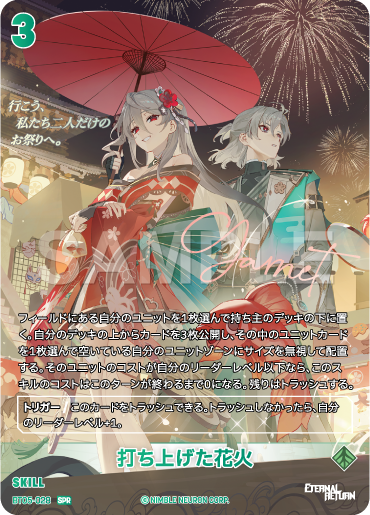 3
行こう、
私たち二人だけの
お祭りへ。
SAMPLE
Garnet
フィールドにある自分のユニットを1枚選んで持ち主のデッキの下に置
く。自分のデッキの上からカードを3枚公開し、その中のユニットカード
を1枚選んで空いている自分のユニットゾーンにサイズを無視して配置
する。そのユニットのコストが自分のリーダーレベル以下なら、このス
キルのコストはこのターンが終わるまで0になる。残りはトラッシュする。
トリガー このカードをトラッシュできる。トラッシュしなかったら、自分
のリーダーレベル+1。
打ち上げた花火
SKILL
BT05-028 SPR
© NIMBLE NEURON CORP.
ETERNAL
RETURN